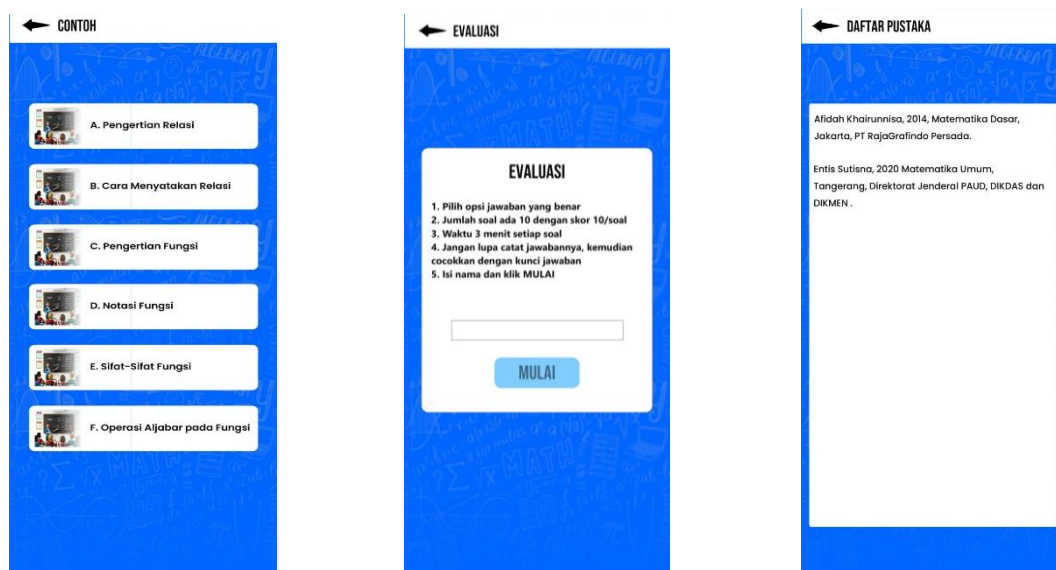 CONTOH
A. Pengertian Relasi
B. Cara Menyatakan Relasi
C. Pengertian Fungsi
D. Notasi Fungsi
E. Sifat-Sifat Fungsi
F. Operasi Aljabar pada Fungsi
EVALUASI
EVALUASI
1. Pilih opsi jawaban yang benar
2. Jumlah soal ada 10 dengan skor 10/soal
3. Waktu 3 menit setiap soal
4. Jangan lupa catat jawabannya, kemudian
cocokkan dengan kunci jawaban
5. Isi nama dan klik MULAI
MULAI
DAFTAR PUSTAKA
Afidah Khairunnisa, 2014, Matematika Dasar,
Jakarta, PT RajaGrafindo Persada.
Entis Sutisna, 2020 Matematika Umum,
Tangerang, Direktorat Jenderal PAUD, DIKDAS dan
DIKMEN .